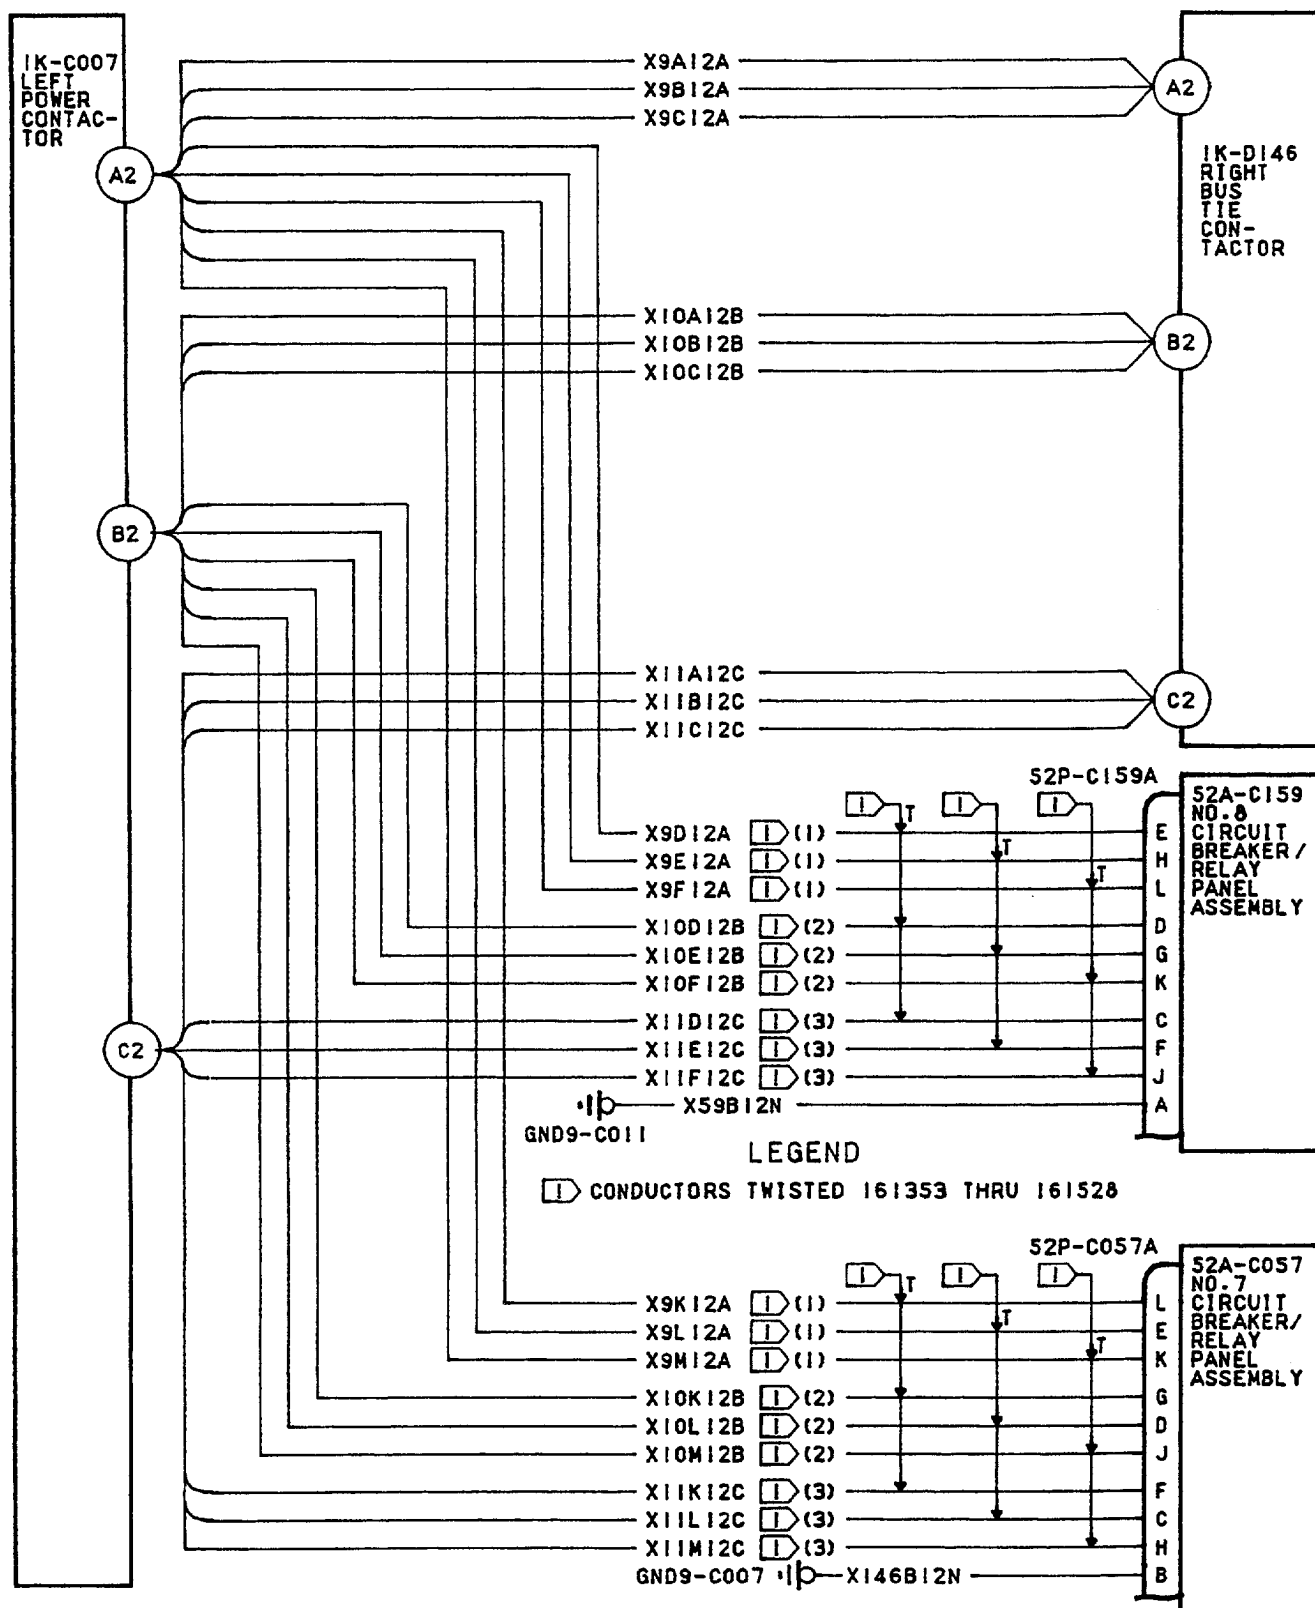 1K-C007
LEFT
POWER
CONTAC-
TOR
A2
B2
C2
X9A12A
X9B12A
X9C12A
A2
1K-D146
RIGHT
BUS
TIE
CON-
TACTOR
X10A12B
X10B12B
X10C12B
B2
X11A12C
X11B12C
X11C12C
C2
52P-C159A
52A-C159
NO.8
CIRCUIT
BREAKER/
RELAY
PANEL
ASSEMBLY
1 1 1
T T T
X9D12A 1 (1) E
X9E12A 1 (1) H
X9F12A 1 (1) L
X10D12B 1 (2) D
X10E12B 1 (2) G
X10F12B 1 (2) K
X11D12C 1 (3) C
X11E12C 1 (3) F
X11F12C 1 (3) J
X59B12N A
GND9-C011
LEGEND
1 CONDUCTORS TWISTED 161353 THRU 161528
52P-C057A
52A-C057
NO.7
CIRCUIT
BREAKER/
RELAY
PANEL
ASSEMBLY
1 1 1
T T T
X9K12A 1 (1) L
X9L12A 1 (1) E
X9M12A 1 (1) K
X10K12B 1 (2) G
X10L12B 1 (2) D
X10M12B 1 (2) J
X11K12C 1 (3) F
X11L12C 1 (3) C
X11M12C 1 (3) H
GND9-C007 X146B12N B